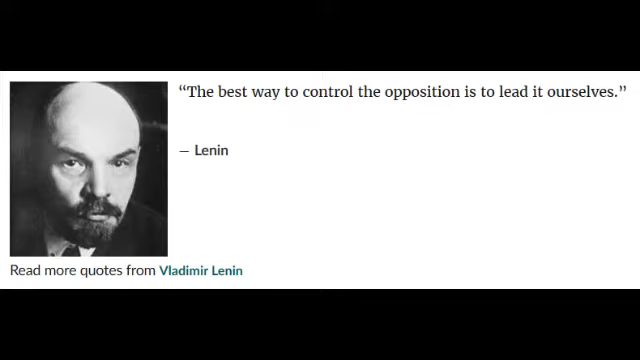 “The best way to control the opposition is to lead it ourselves.”
— Lenin
Read more quotes from Vladimir Lenin